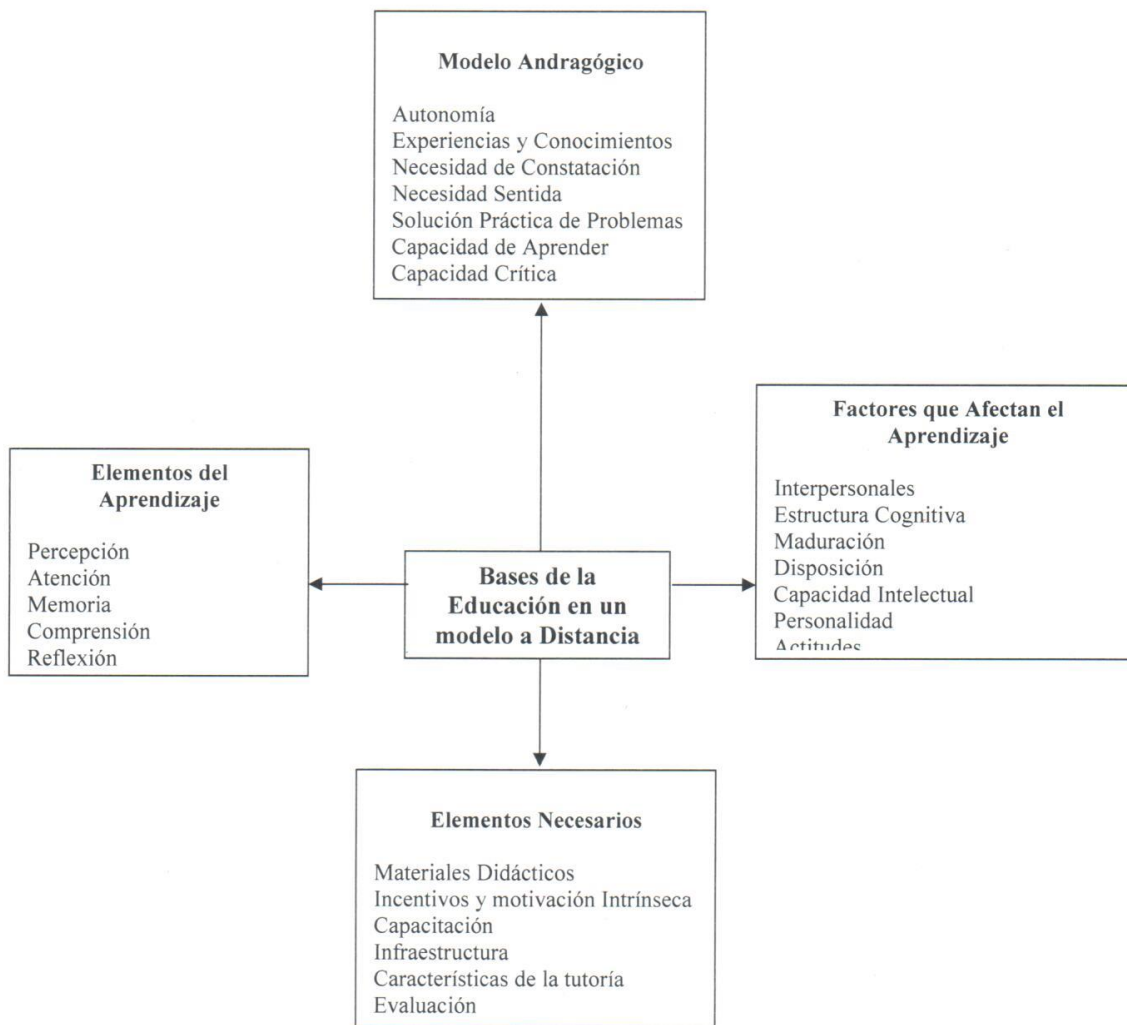 Modelo Andragógico
Autonomía
Experiencias y Conocimientos
Necesidad de Constatación
Necesidad Sentida
Solución Práctica de Problemas
Capacidad de Aprender
Capacidad Crítica
Factores que Afectan el
Aprendizaje
Interpersonales
Estructura Cognitiva
Maduración
Disposición
Capacidad Intelectual
Personalidad
Actitudes
Elementos del
Aprendizaje
Percepción
Atención
Memoria
Comprensión
Reflexión
Bases de la
Educación en un
modelo a Distancia
Elementos Necesarios
Materiales Didácticos
Incentivos y motivación Intrínseca
Capacitación
Infraestructura
Características de la tutoría
Evaluación